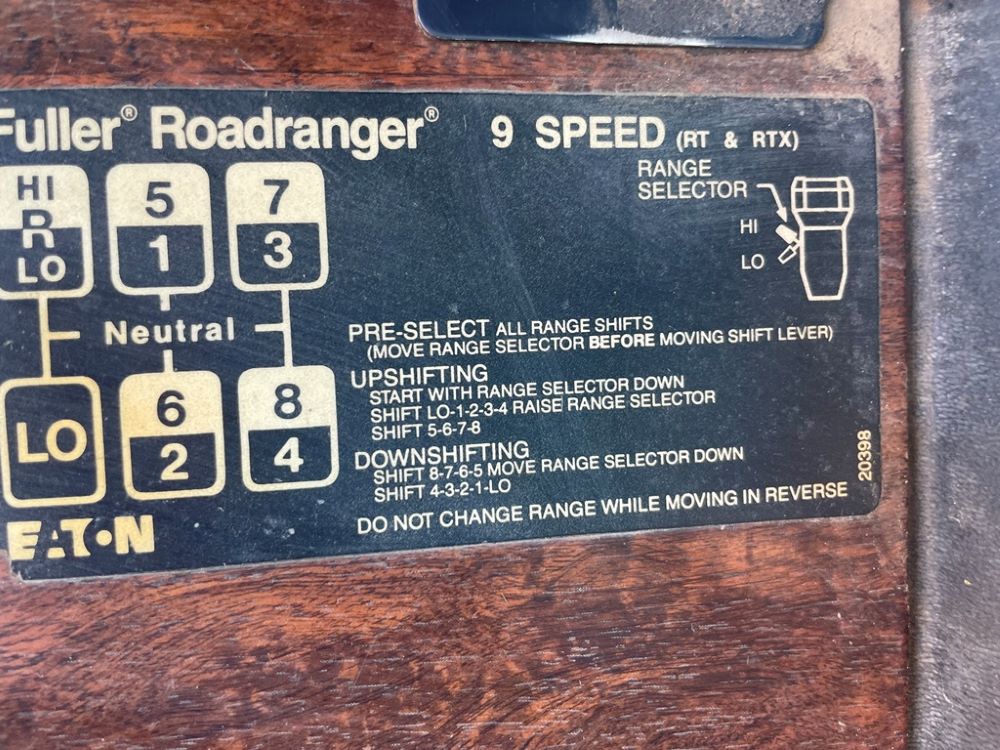 Fuller® Roadranger® 9 SPEED (RT & RTX)
HI
R
LO
5
1
7
3
RANGE
SELECTOR
HI
LO
Neutral
LO
6
2
8
4
PRE-SELECT ALL RANGE SHIFTS
(MOVE RANGE SELECTOR BEFORE MOVING SHIFT LEVER)
UPSHIFTING
START WITH RANGE SELECTOR DOWN
SHIFT LO-1-2-3-4 RAISE RANGE SELECTOR
SHIFT 5-6-7-8
DOWNSHIFTING
SHIFT 8-7-6-5 MOVE RANGE SELECTOR DOWN
SHIFT 4-3-2-1-LO
DO NOT CHANGE RANGE WHILE MOVING IN REVERSE
20398
EATON